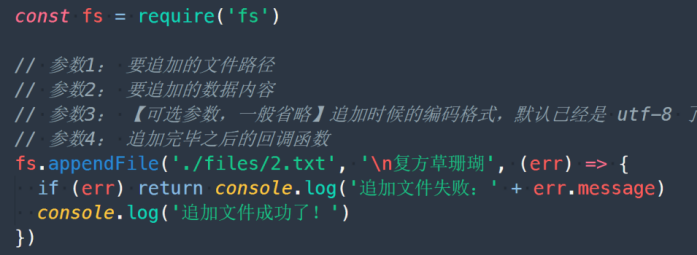 const fs = require('fs')
// 参数1： 要追加的文件路径
// 参数2： 要追加的数据内容
// 参数3： 【可选参数，一般省略】追加时候的编码格式，默认已经是 utf-8 了
// 参数4： 追加完毕之后的回调函数
fs.appendFile('./files/2.txt', '\n复方草珊瑚', (err) => {
  if (err) return console.log('追加文件失败：' + err.message)
  console.log('追加文件成功了！')
})